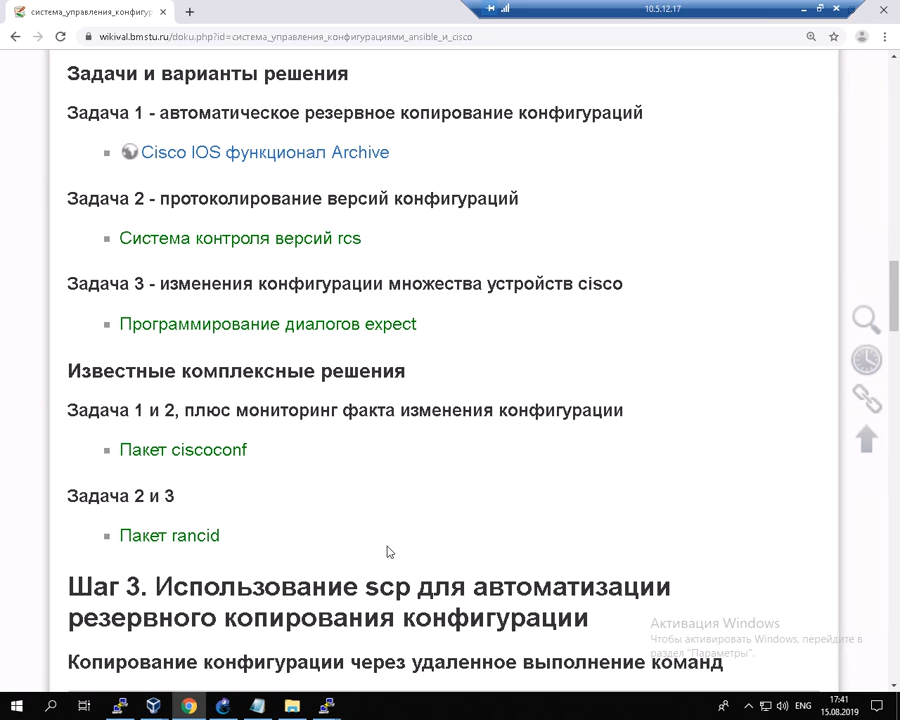 система_управления_конфигур
10.5.12.17
wikival.bmstu.ru/doku.php?id=система_управления_конфигурациями_ansible_и_cisco
Задачи и варианты решения
Задача 1 - автоматическое резервное копирование конфигураций
Cisco IOS функционал Archive
Задача 2 - протоколирование версий конфигураций
Система контроля версий rcs
Задача 3 - изменения конфигурации множества устройств cisco
Программирование диалогов expect
Известные комплексные решения
Задача 1 и 2, плюс мониторинг факта изменения конфигурации
Пакет ciscoconf
Задача 2 и 3
Пакет rancid
Шаг 3. Использование scp для автоматизации
резервного копирования конфигурации
Активация Windows
Чтобы активировать Windows, перейдите в
раздел "Параметры".
Копирование конфигурации через удаленное выполнение команд
ENG
17:41
15.08.2019